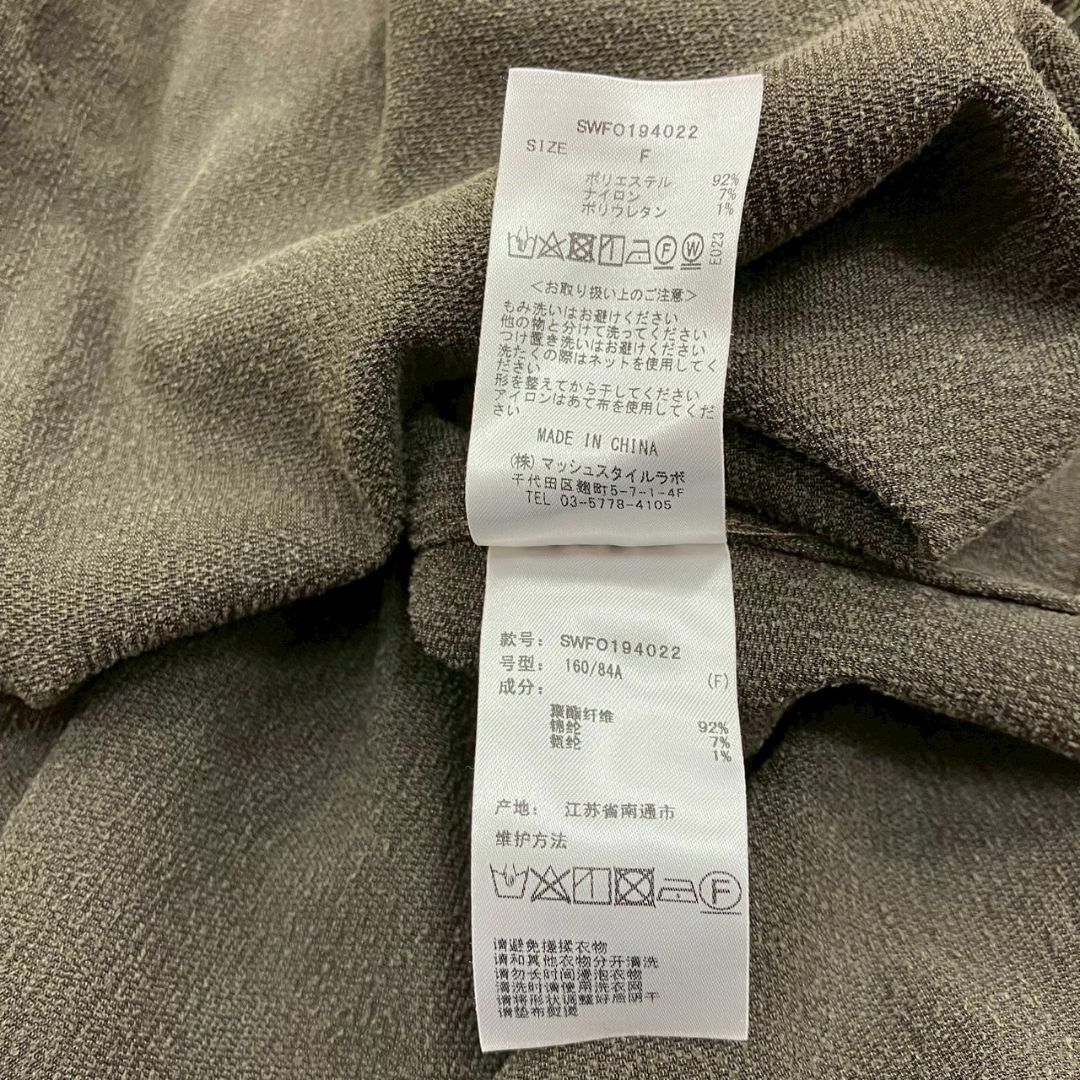 SWFO194022
SIZE F
ポリエステル 92%
ナイロン 7%
ポリウレタン 1%
F W
E023
<お取り扱い上のご注意>
もみ洗いはお避けください
他の物と分けて洗ってください
つけ置き洗いはお避けください
洗たくの際はネットを使用してく
ださい
形を整えてから干してください
アイロンはあて布を使用してくだ
さい
MADE IN CHINA
(株)マッシュスタイルラボ
千代田区麹町5-7-1-4F
TEL 03-5778-4105
款号: SWFO194022
号型: 160/84A (F)
成分:
聚酯纤维 92%
锦纶 7%
氨纶 1%
产地: 江苏省南通市
维护方法
F
请避免搓揉衣物
请和其他衣物分开清洗
请勿长时间浸泡衣物
清洗时请使用洗衣网
请将形状调整好后阴干
请垫布熨烫